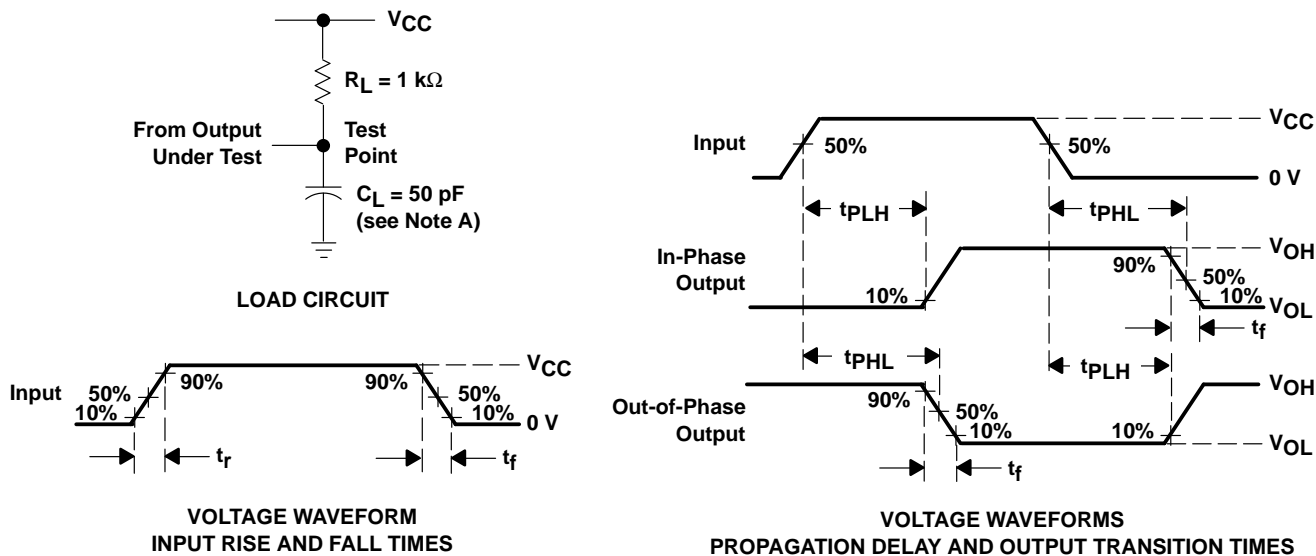 VCC
RL = 1 kΩ
From Output
Under Test
Test
Point
CL = 50 pF
(see Note A)
LOAD CIRCUIT
Input
50%
10%
90%
90%
50%
10%
VCC
0 V
tr
tf
VOLTAGE WAVEFORM
INPUT RISE AND FALL TIMES
Input
50%
50%
VCC
0 V
tPLH
tPHL
In-Phase
Output
10%
90%
50%
10%
VOH
VOL
tf
tPHL
tPLH
Out-of-Phase
Output
90%
50%
10%
10%
VOH
VOL
tf
VOLTAGE WAVEFORMS
PROPAGATION DELAY AND OUTPUT TRANSITION TIMES